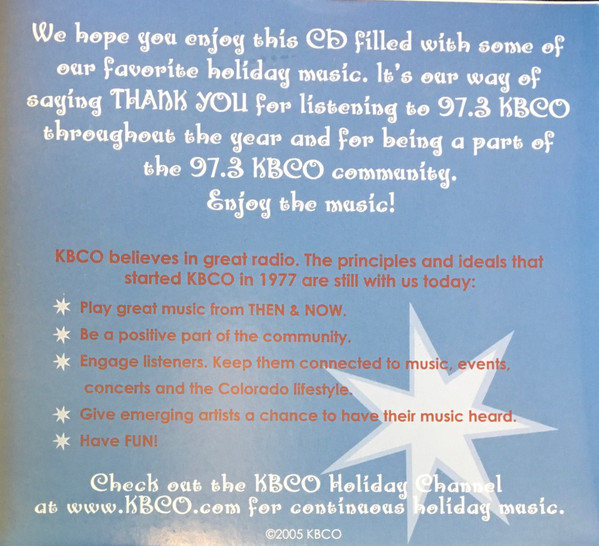 We hope you enjoy this CD filled with some of
our favorite holiday music. It's our way of
saying THANK YOU for listening to 97.3 KBCO
throughout the year and for being a part of
the 97.3 KBCO community.
Enjoy the music!
KBCO believes in great radio. The principles and ideals that
started KBCO in 1977 are still with us today:
Play great music from THEN & NOW.
Be a positive part of the community.
Engage listeners. Keep them connected to music, events,
concerts and the Colorado lifestyle.
Give emerging artists a chance to have their music heard.
Have FUN!
Check out the KBCO Holiday Channel
at www.KBCO.com for continuous holiday music.
©2005 KBCO